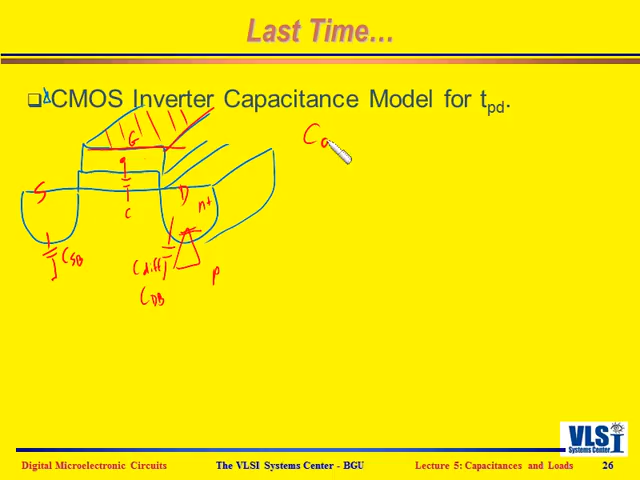 Last Time…
CMOS Inverter Capacitance Model for tpd.
G
S
D
n+
C
CSB
Cdiff
CDB
P
VLSI
Systems Center
Digital Microelectronic Circuits
The VLSI Systems Center - BGU
Lecture 5: Capacitances and Loads
26